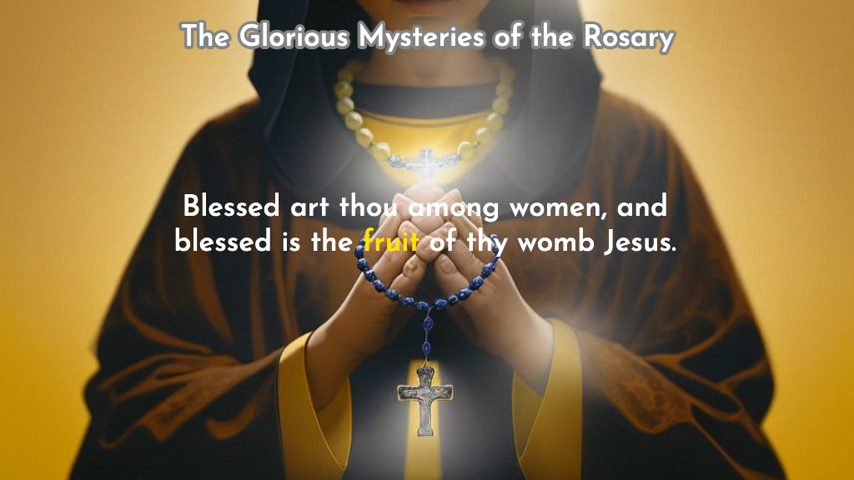 The Glorious Mysteries of the Rosary
Blessed art thou among women, and
blessed is the fruit of thy womb Jesus.